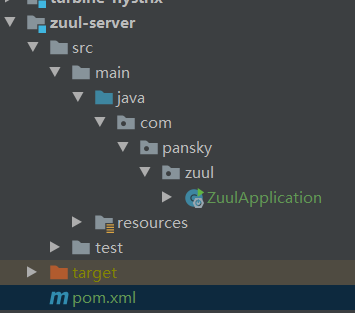 turbine-hystrix
zuul-server
src
main
java
com
pansky
zuul
ZuulApplication
resources
test
target
pom.xml